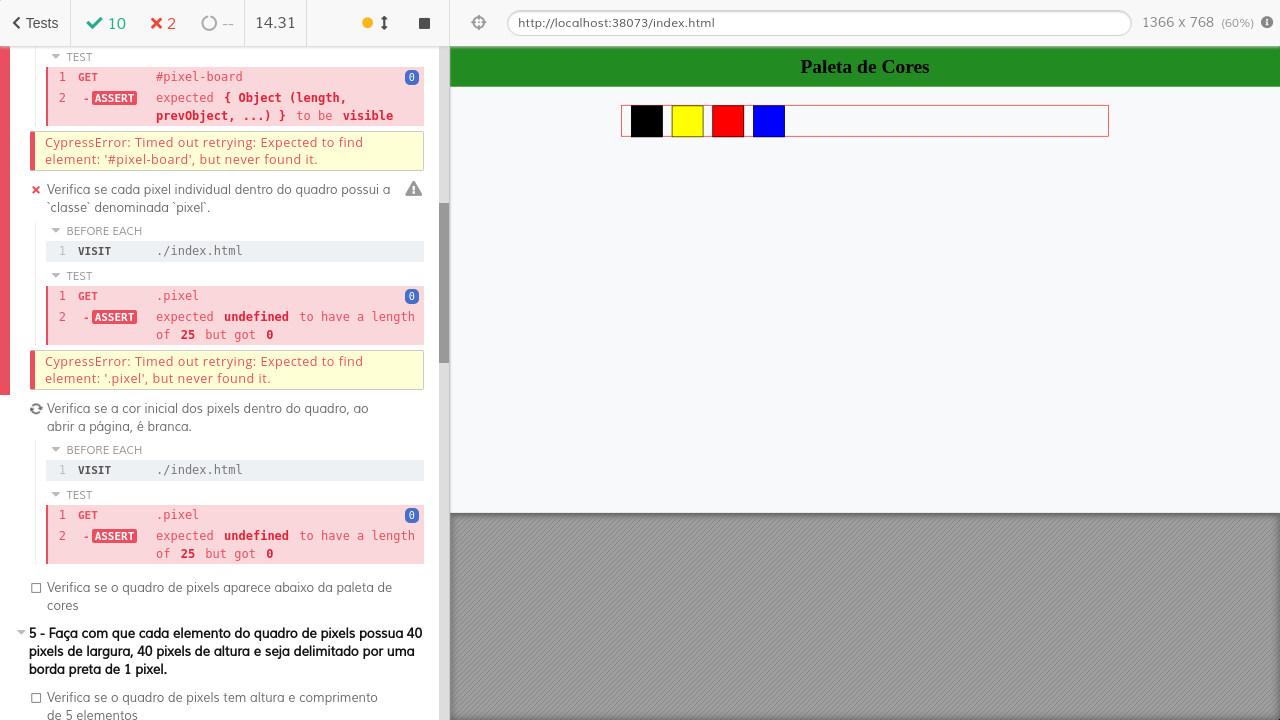 Tests
10
2
--
14.31
http://localhost:38073/index.html
1366 x 768 (60%)
TEST
1 GET #pixel-board 0
2 -ASSERT expected { Object (length,
prevObject, ...) } to be visible
CypressError: Timed out retrying: Expected to find
element: '#pixel-board', but never found it.
Verifica se cada pixel individual dentro do quadro possui a
`classe` denominada `pixel`.
BEFORE EACH
1 VISIT ./index.html
TEST
1 GET .pixel 0
2 -ASSERT expected undefined to have a length
of 25 but got 0
CypressError: Timed out retrying: Expected to find
element: '.pixel', but never found it.
Verifica se a cor inicial dos pixels dentro do quadro, ao
abrir a página, é branca.
BEFORE EACH
1 VISIT ./index.html
TEST
1 GET .pixel 0
2 -ASSERT expected undefined to have a length
of 25 but got 0
Verifica se o quadro de pixels aparece abaixo da paleta de
cores
5 - Faça com que cada elemento do quadro de pixels possua 40
pixels de largura, 40 pixels de altura e seja delimitado por uma
borda preta de 1 pixel.
Verifica se o quadro de pixels tem altura e comprimento
de 5 elementos
Paleta de Cores